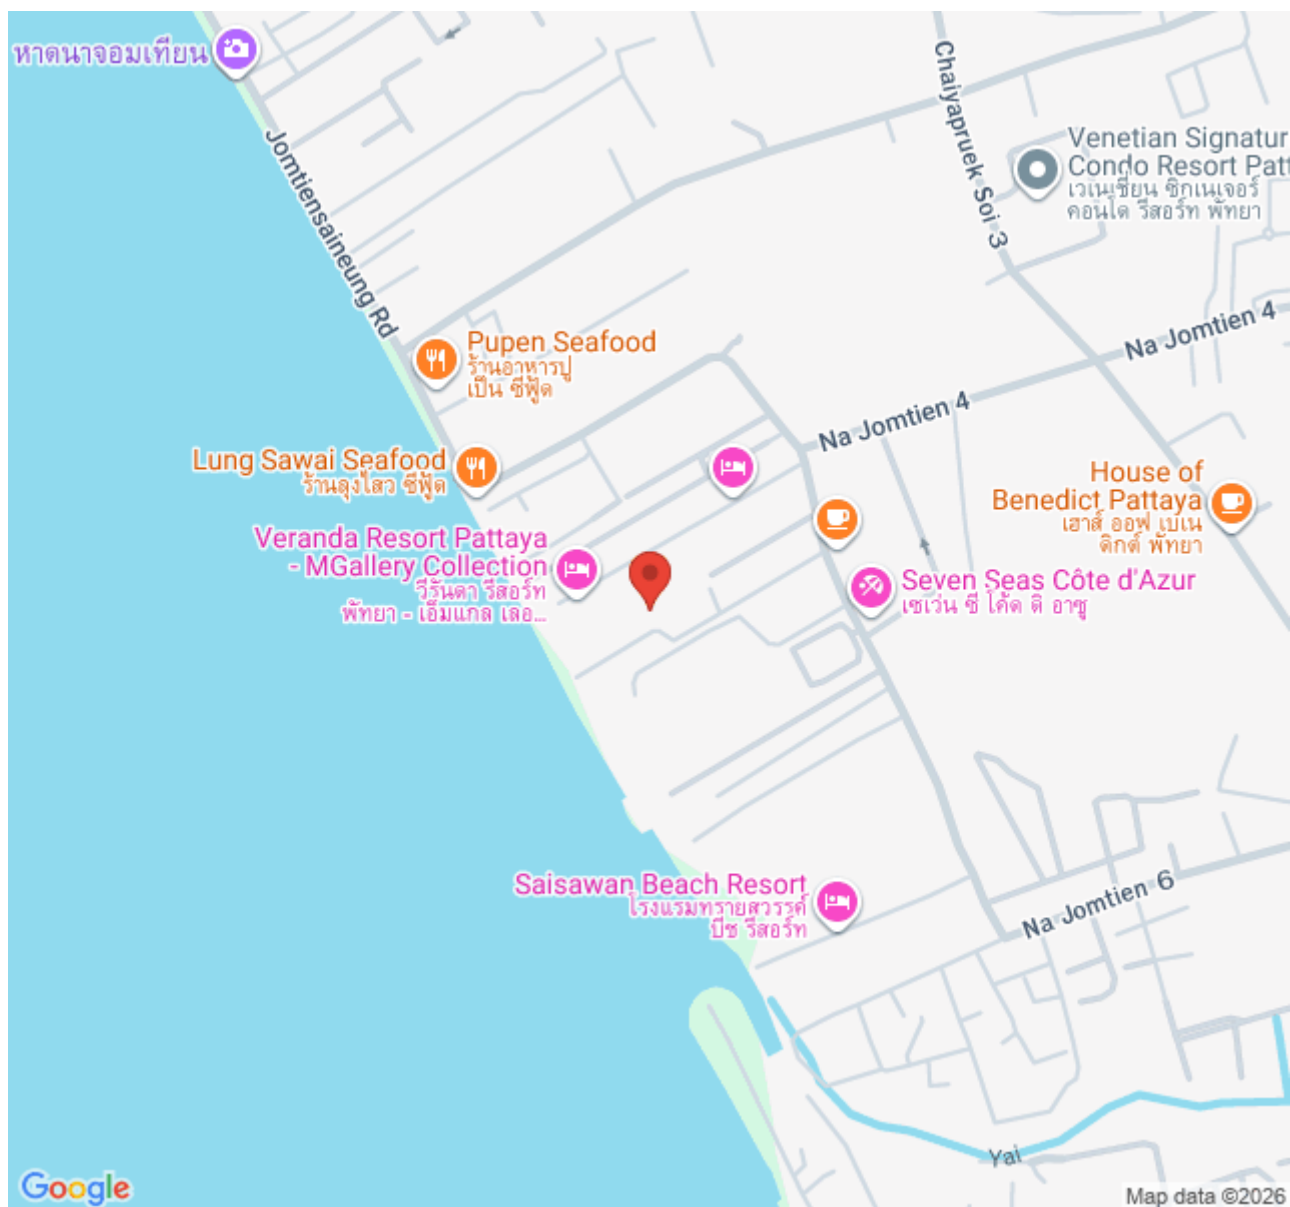 หาดนาจอมเทียน
Jomtiensaineung Rd
Chaiyapruek Soi 3
Venetian Signatur
Condo Resort Patt
เวเนเชี่ยน ซิกเนเจอร์
คอนโด รีสอร์ท พัทยา
Na Jomtien 4
Pupen Seafood
ร้านอาหารปู
เป็น ซีฟู้ด
Na Jomtien 4
Lung Sawai Seafood
ร้านลุงไสว ซีฟู้ด
House of
Benedict Pattaya
เฮาส์ ออฟ เบเน
ดิกต์ พัทยา
Veranda Resort Pattaya
- MGallery Collection
วีรันดา รีสอร์ท
พัทยา - เอ็มแกล เลอ...
Seven Seas Côte d'Azur
เซเว่น ซี โค้ด ดิ อาซู
Saisawan Beach Resort
โรงแรมทรายสวรรค์
บีช รีสอร์ท
Na Jomtien 6
Yai
Google
Map data ©2026